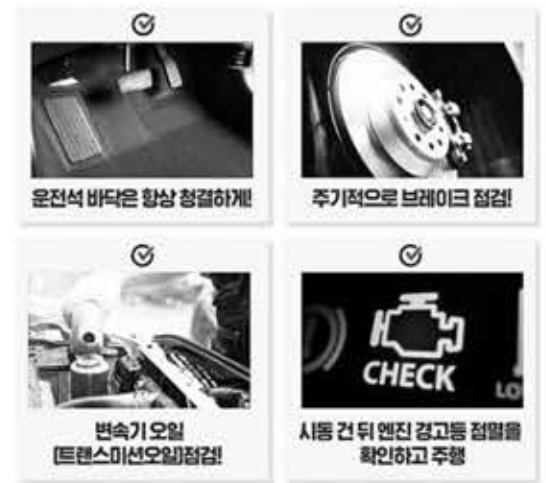 운전석 바닥은 항상 청결하게!
주기적으로 브레이크 점검!
변속기 오일
[트랜스미션오일]점검!
CHECK
LO
시동 건 뒤 엔진 경고등 점멸을
확인하고 주행